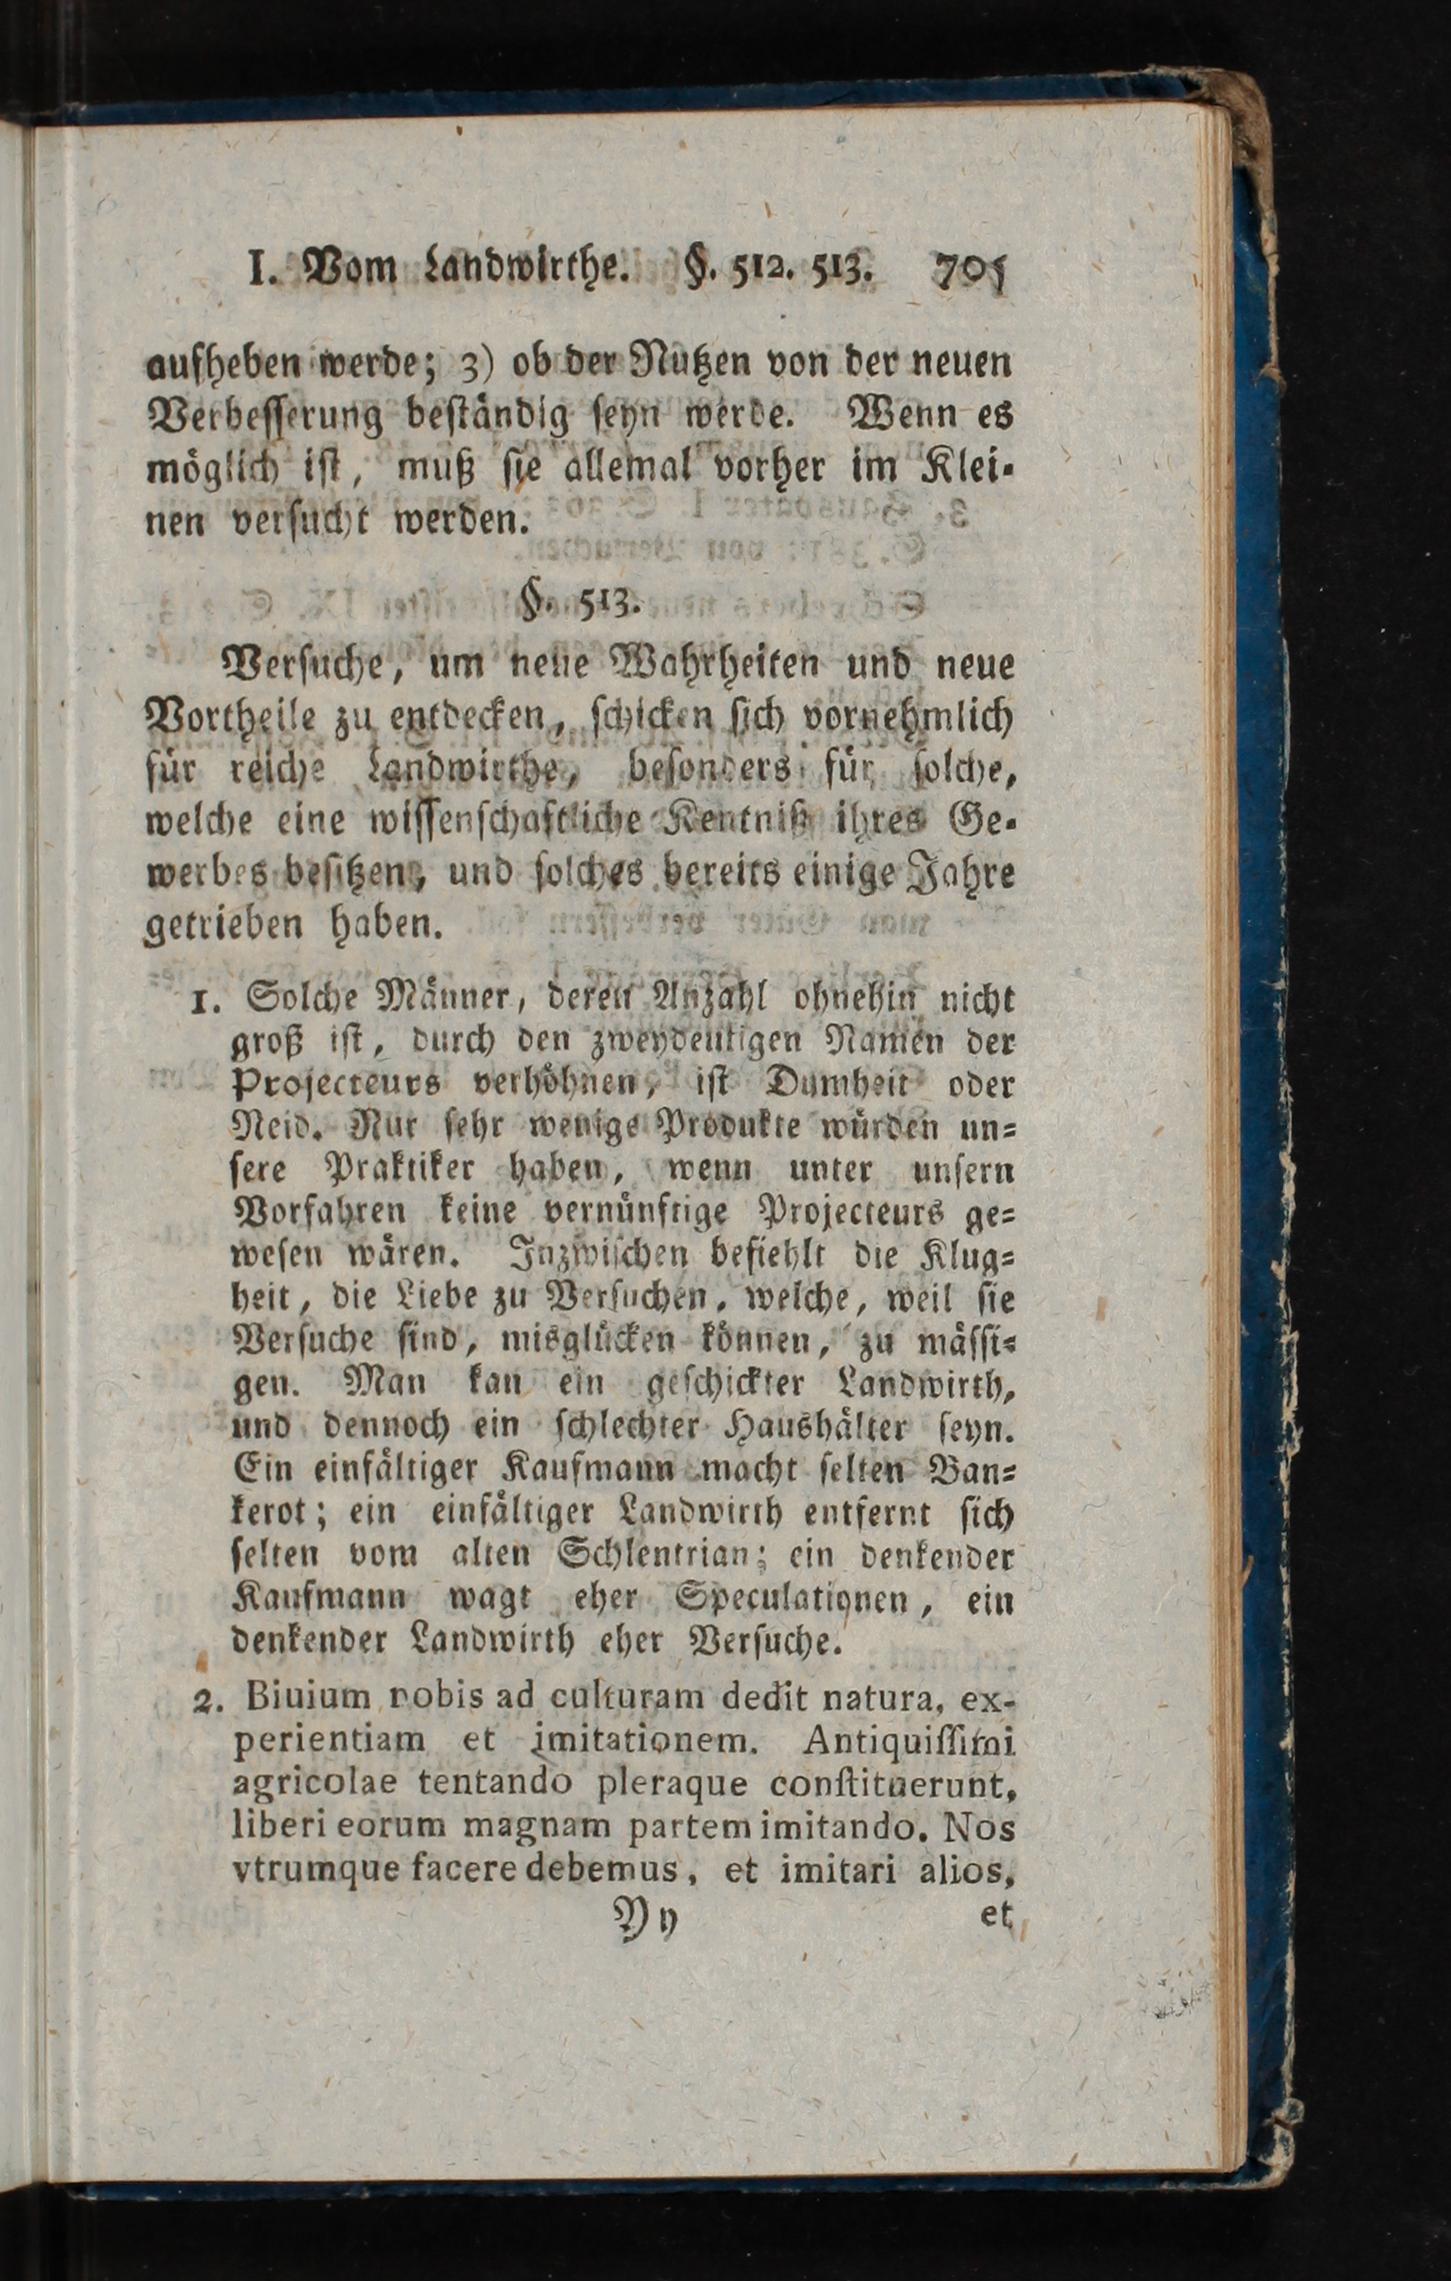 I. Vom Landwirthe. §. 512. 513. 705
aufheben werde; 3) ob der Nutzen von der neuen
Verbeſſerung beſtändig ſeyn werde. Wenn es
möglich iſt, muß ſie allemal vorher im Klei-
nen verſucht werden.
§. 513.
Verſuche, um neue Wahrheiten und neue
Vortheile zu entdecken, ſchicken ſich vornehmlich
für reiche Landwirthe, beſonders für ſolche,
welche eine wiſſenſchaftliche Kentniß ihres Ge-
werbes beſitzen, und ſolches bereits einige Jahre
getrieben haben.
1. Solche Männer, deren Anzahl ohnehin nicht
groß iſt, durch den zweydeutigen Namen der
Projecteurs verhöhnen, iſt Dumheit oder
Neid. Nur ſehr wenige Produkte würden un-
ſere Praktiker haben, wenn unter unſern
Vorfahren keine vernünftige Projecteurs ge-
weſen wären. Inzwiſchen befiehlt die Klug-
heit, die Liebe zu Verſuchen, welche, weil ſie
Verſuche ſind, misglücken können, zu mäſſi-
gen. Man kan ein geſchickter Landwirth,
und dennoch ein ſchlechter Haushälter ſeyn.
Ein einfältiger Kaufmann macht ſelten Ban-
kerot; ein einfältiger Landwirth entfernt ſich
ſelten vom alten Schlentrian; ein denkender
Kaufmann wagt eher Speculationen, ein
denkender Landwirth eher Verſuche.
2. Biuium nobis ad culturam dedit natura, ex-
perientiam et imitationem. Antiquiſſimi
agricolae tentando pleraque conſtituerunt,
liberi eorum magnam partem imitando. Nos
vtrumque facere debemus, et imitari alios,
Yy et